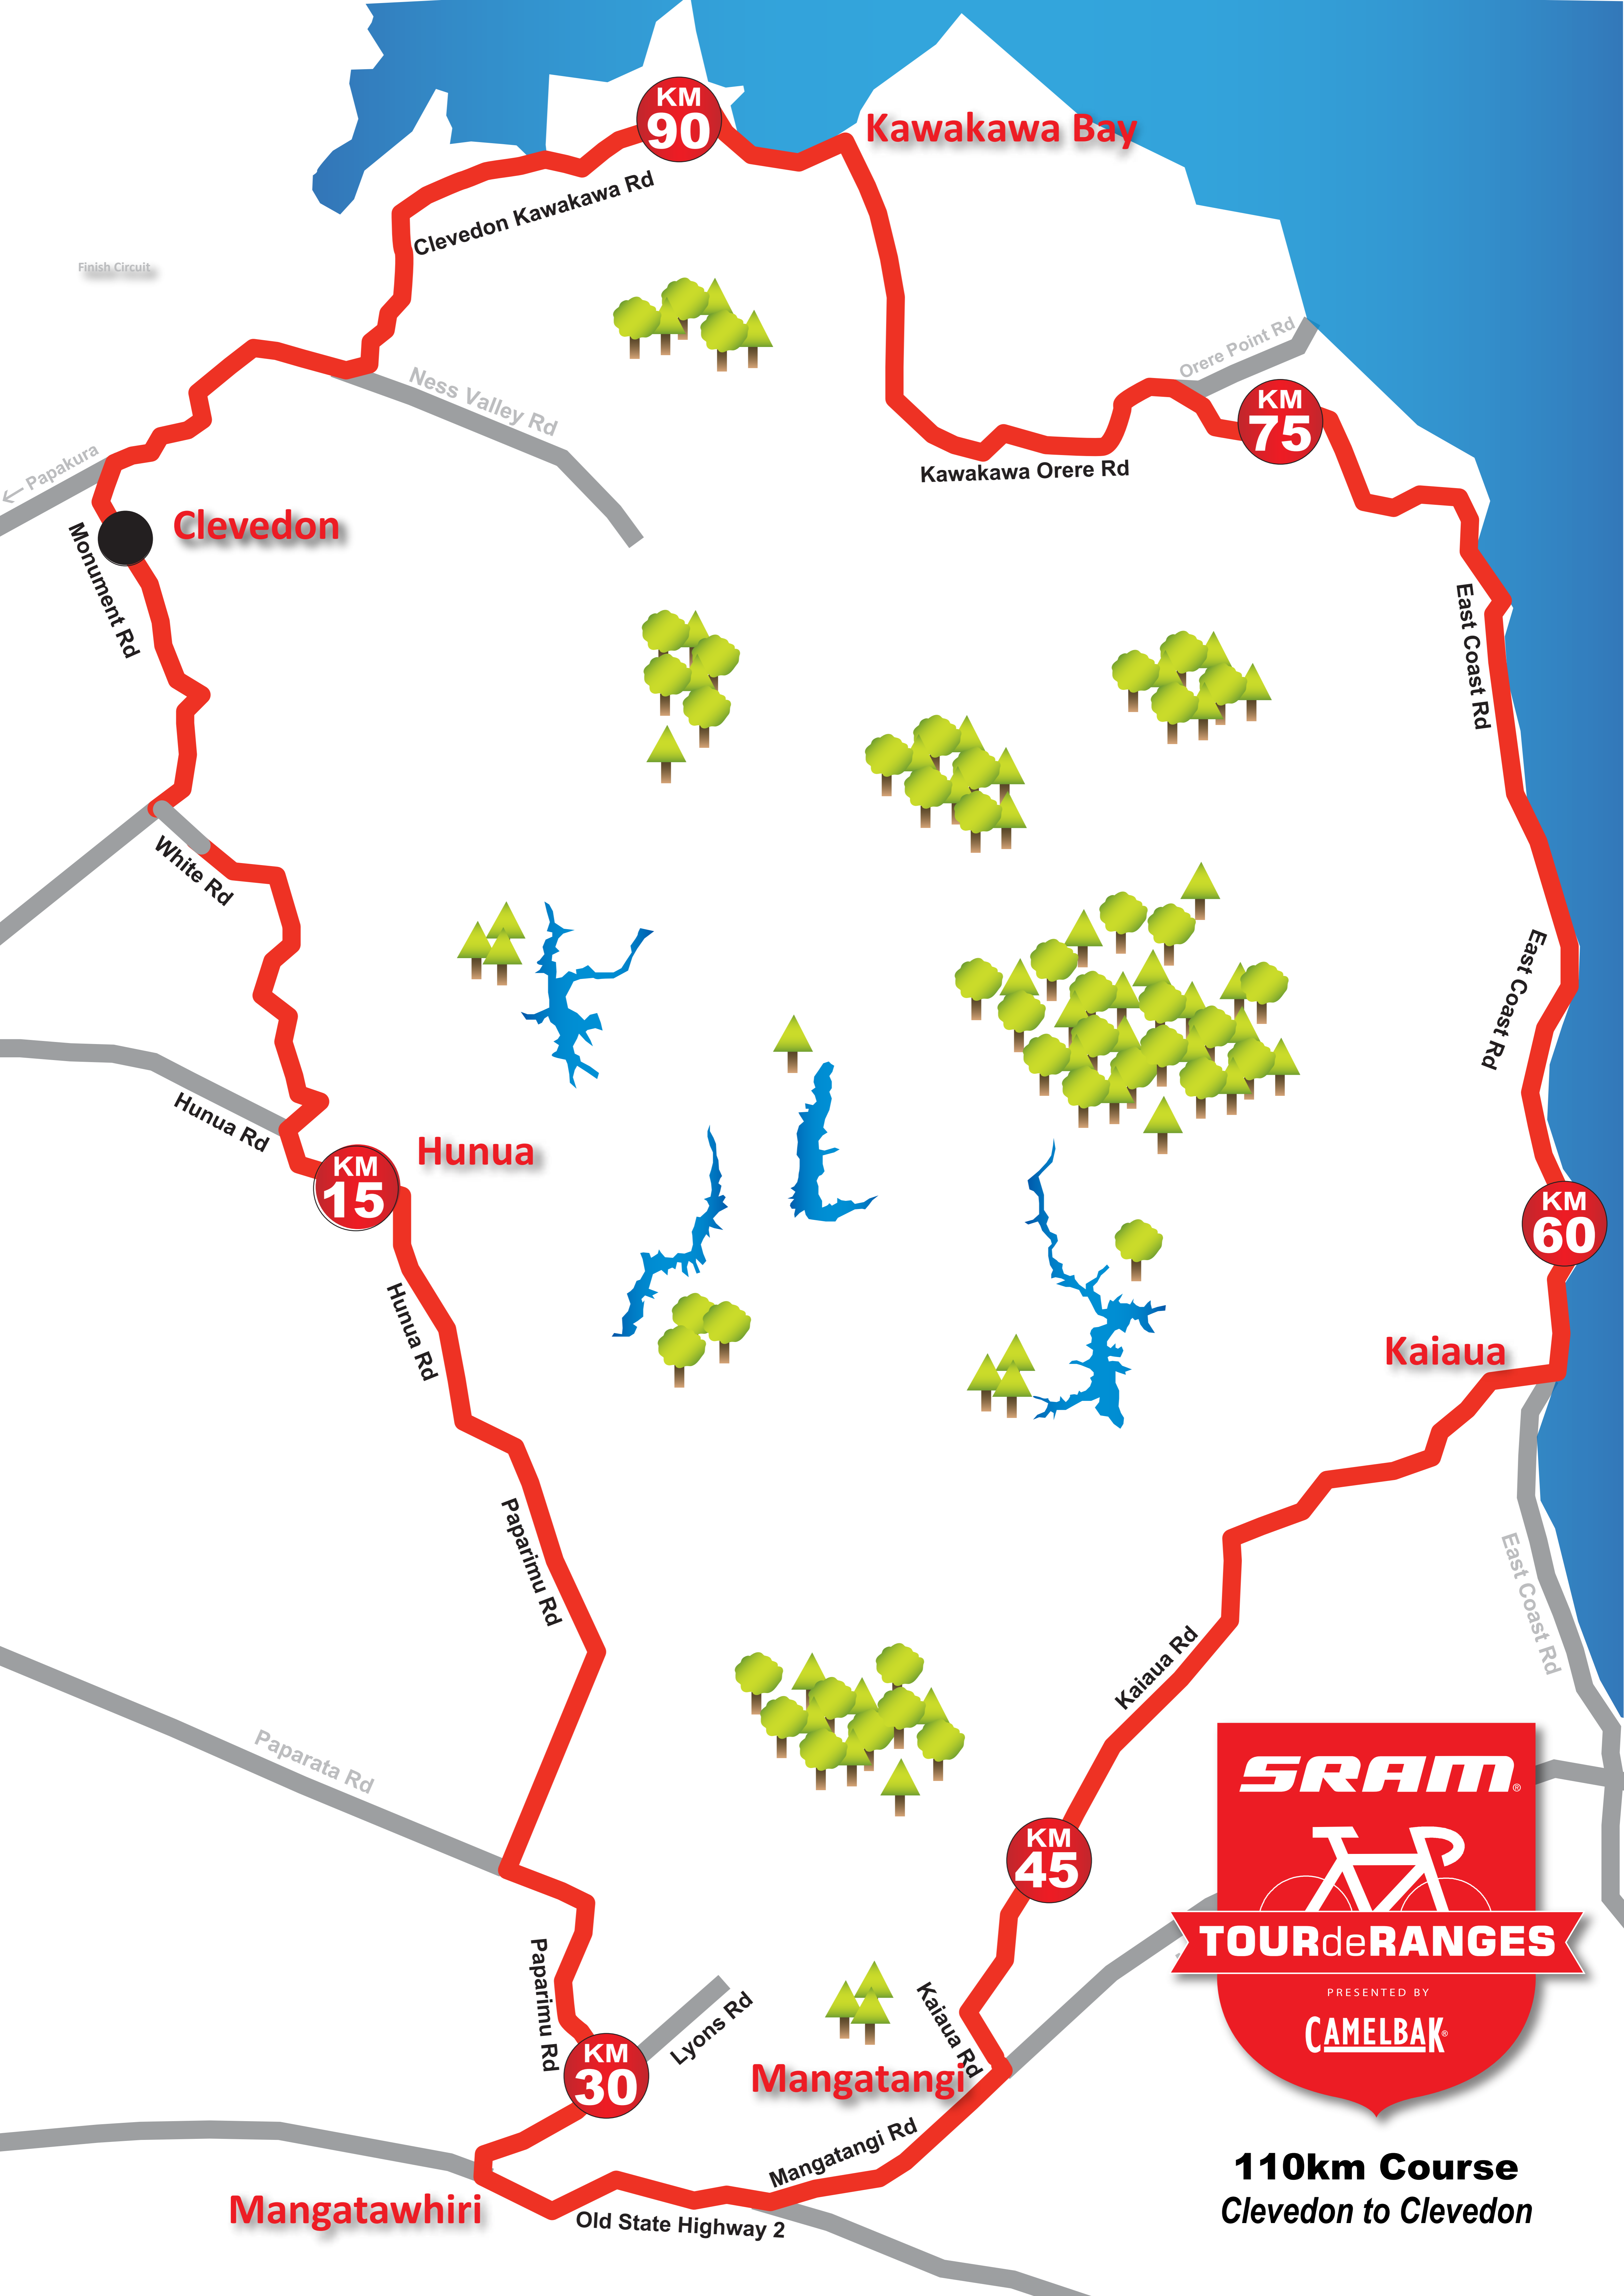 KM
90
Kawakawa Bay
Clevedon Kawakawa Rd
Finish Circuit
Orere Point Rd
Ness Valley Rd
KM
75
← Papakura
Kawakawa Orere Rd
Clevedon
Monument Rd
East Coast Rd
White Rd
East Coast Rd
Hunua Rd
Hunua
KM
15
KM
60
Hunua Rd
Kaiaua
Paparimu Rd
East Coast Rd
Kaiaua Rd
Paparata Rd
SRAM®
KM
45
TOURdeRANGES
Paparimu Rd
Kaiaua Rd
PRESENTED BY
CAMELBAK®
Lyons Rd
KM
30
Mangatangi
Mangatangi Rd
110km Course
Clevedon to Clevedon
Mangatawhiri
Old State Highway 2